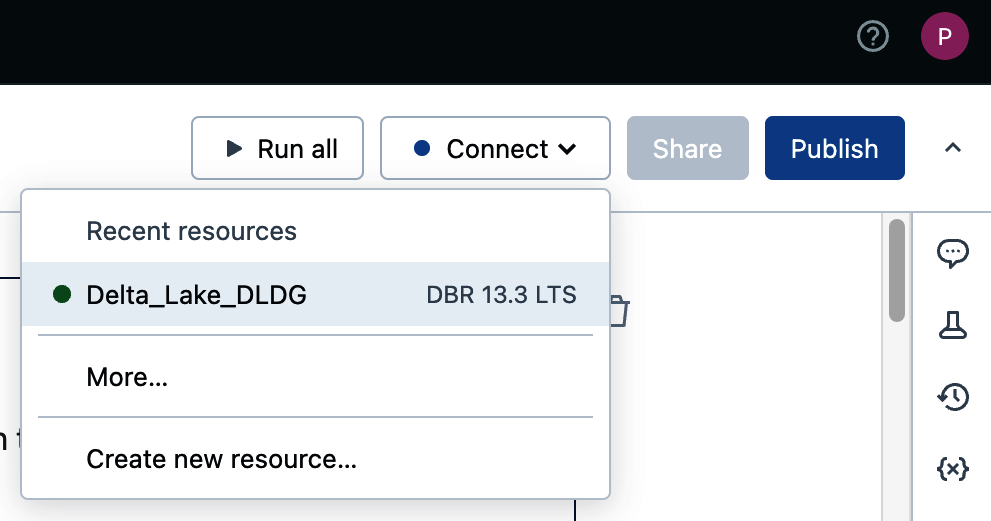 ?
P
Run all
Connect
Share
Publish
Recent resources
Delta_Lake_DLDG
DBR 13.3 LTS
More...
Create new resource...
{x}